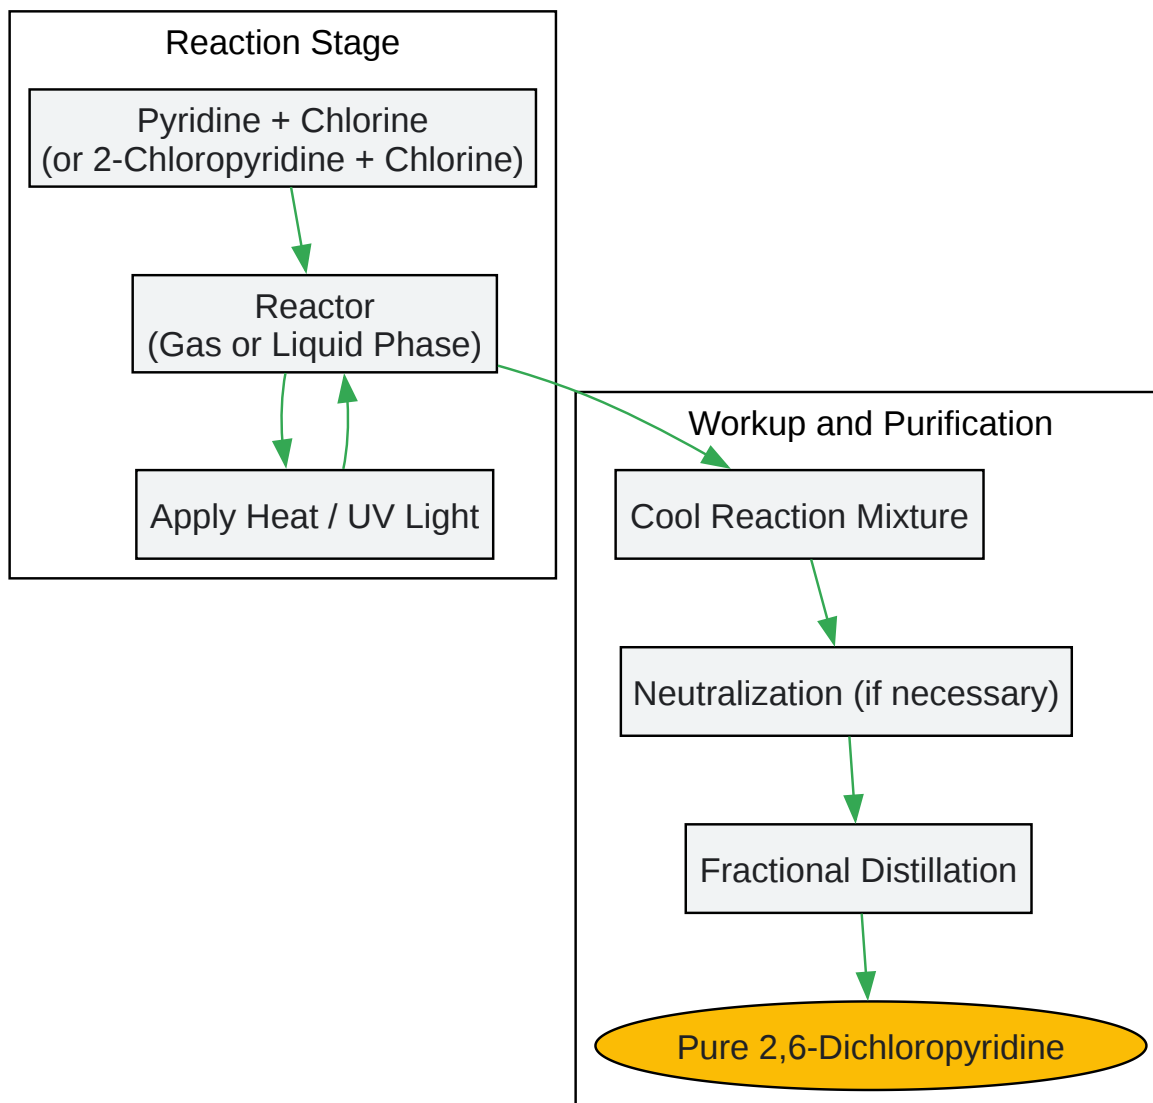 Reaction Stage
Pyridine + Chlorine
(or 2-Chloropyridine + Chlorine)
Reactor
(Gas or Liquid Phase)
Apply Heat / UV Light
Workup and Purification
Cool Reaction Mixture
Neutralization (if necessary)
Fractional Distillation
Pure 2,6-Dichloropyridine